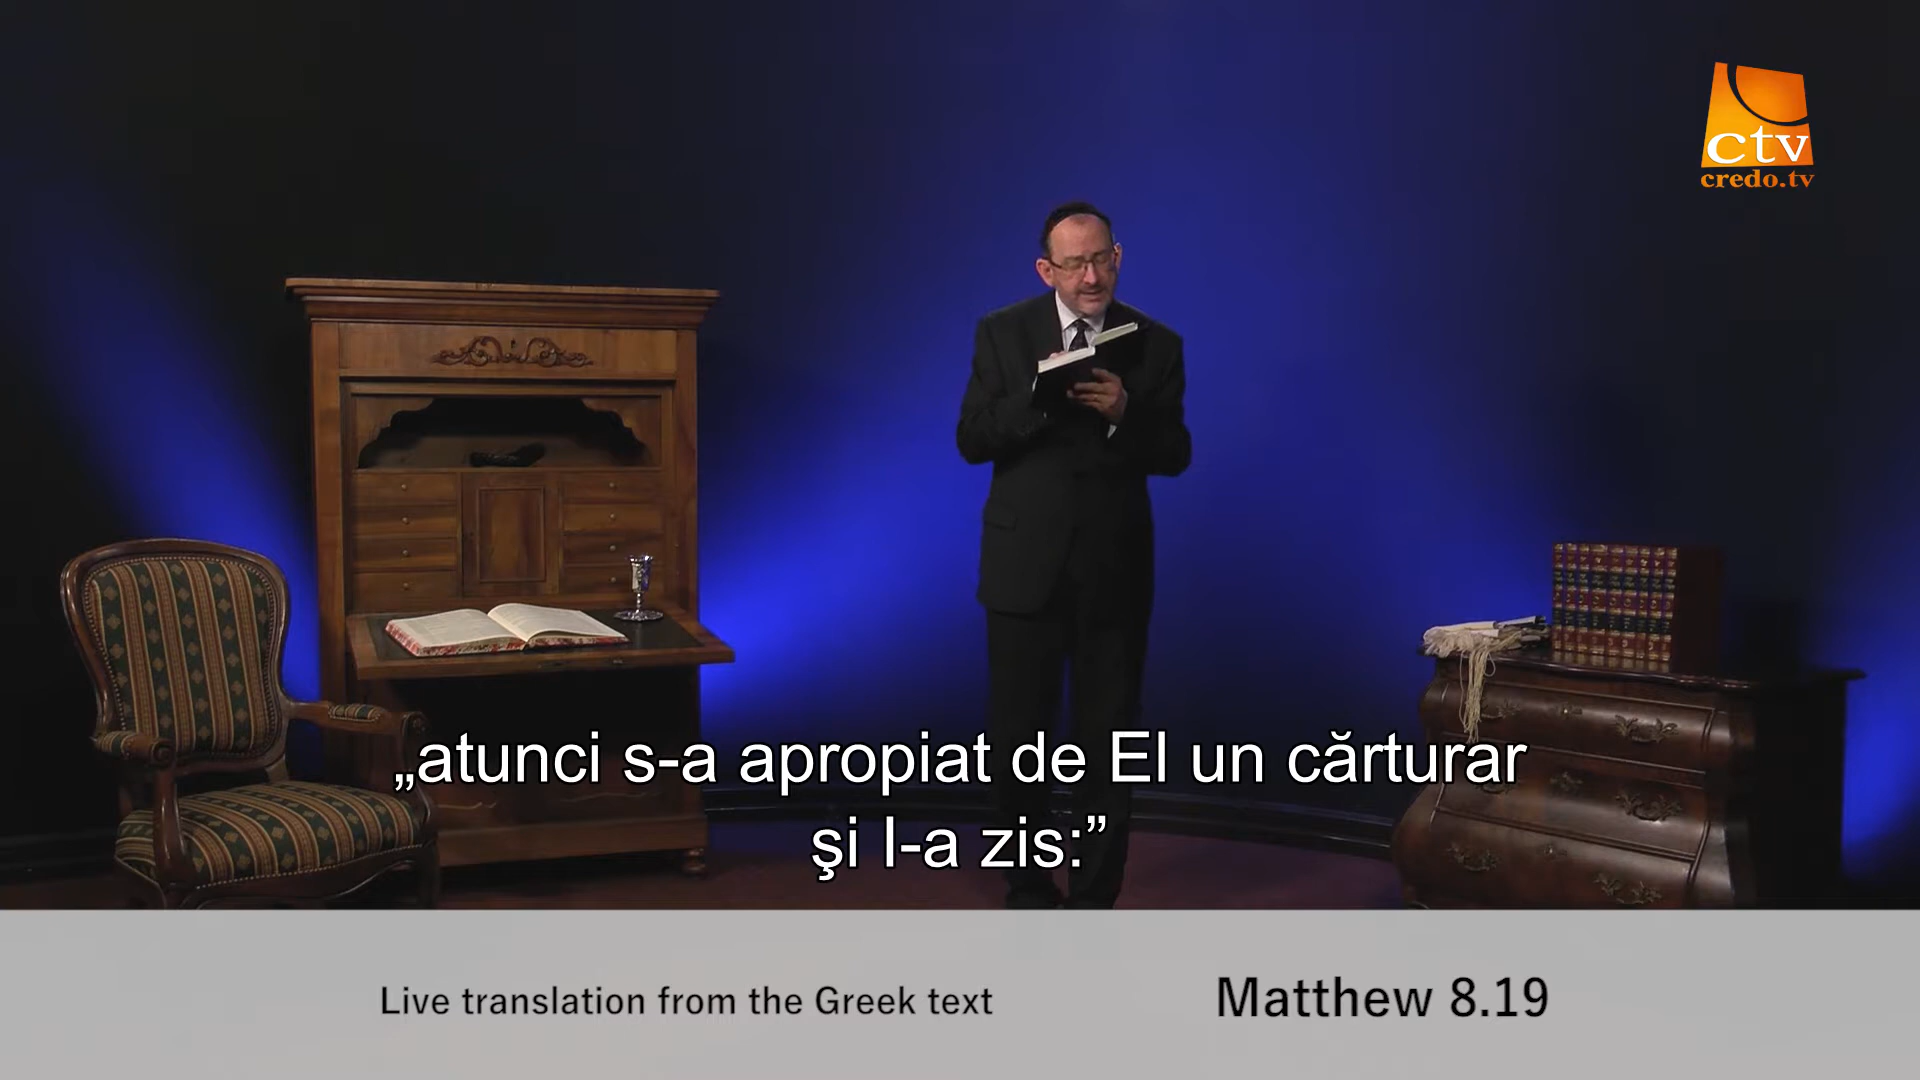 ctv
credo.tv
„atunci s-a apropiat de El un cărturar
şi I-a zis:”
Live translation from the Greek text
Matthew 8.19